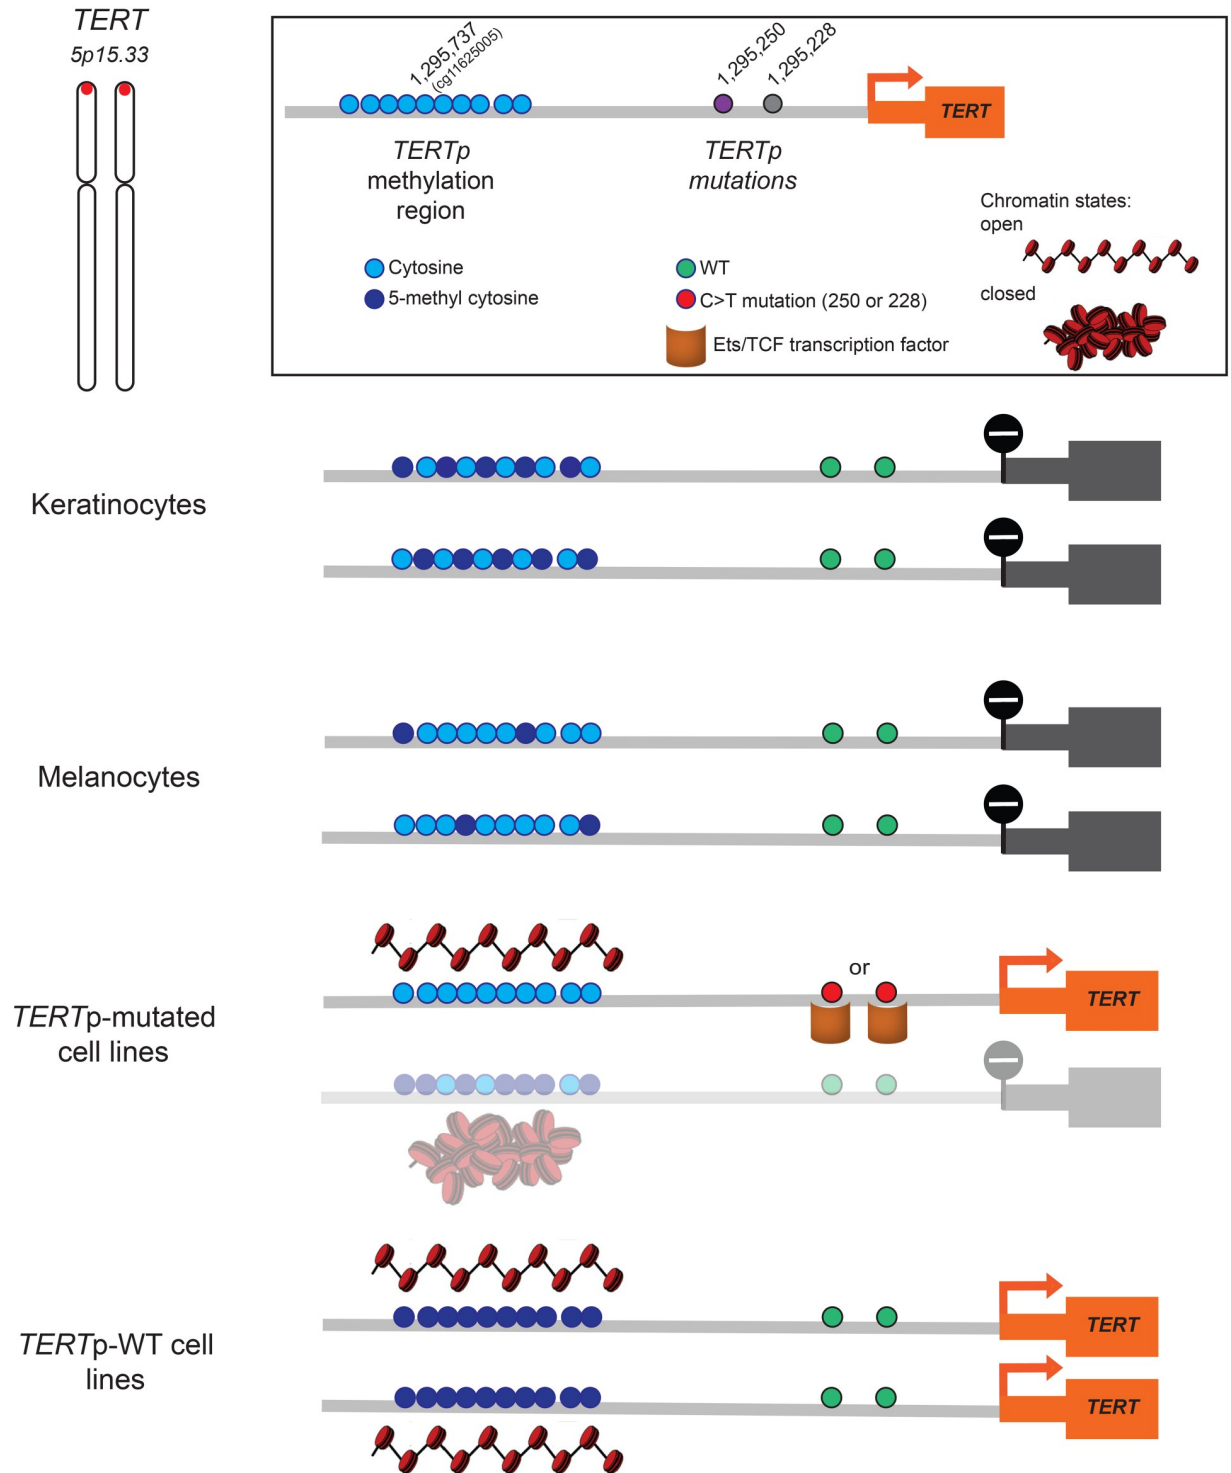 TERT
5p15.33
1,295,737
(cg11625005)
1,295,250
1,295,228
TERT
TERTp
methylation
region
TERTp
mutations
Chromatin states:
open
closed
Cytosine
5-methyl cytosine
WT
C>T mutation (250 or 228)
Ets/TCF transcription factor
Keratinocytes
Melanocytes
TERTp-mutated
cell lines
or
TERT
TERTp-WT cell
lines
TERT
TERT